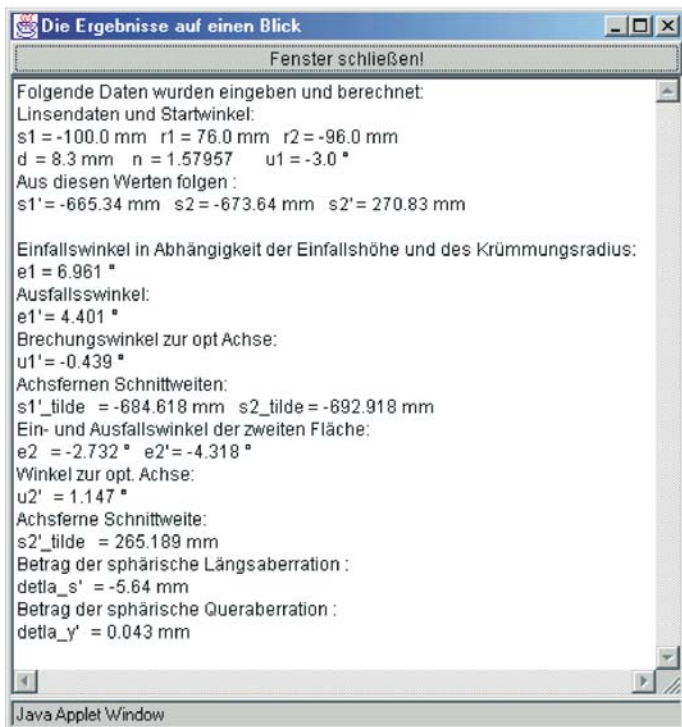 Die Ergebnisse auf einen Blick
Fenster schließen!
Folgende Daten wurden eingeben und berechnet:
Linsendaten und Startwinkel:
s1 = -100.0 mm r1 = 76.0 mm r2 = -96.0 mm
d = 8.3 mm n = 1.57957 u1 = -3.0 °
Aus diesen Werten folgen :
s1'= -665.34 mm s2 = -673.64 mm s2'= 270.83 mm
Einfallswinkel in Abhängigkeit der Einfallshöhe und des Krümmungsradius:
e1 = 6.961 °
Ausfallsswinkel:
e1'= 4.401 °
Brechungswinkel zur opt Achse:
u1'= -0.439 °
Achsfernen Schnittweiten:
s1'_tilde = -684.618 mm s2_tilde = -692.918 mm
Ein- und Ausfallswinkel der zweiten Fläche:
e2 = -2.732 ° e2'= -4.318 °
Winkel zur opt. Achse:
u2' = 1.147 °
Achsferne Schnittweite:
s2'_tilde = 265.189 mm
Betrag der sphärische Längsaberration :
detla_s' = -5.64 mm
Betrag der sphärische Queraberration :
detla_y' = 0.043 mm
Java Applet Window